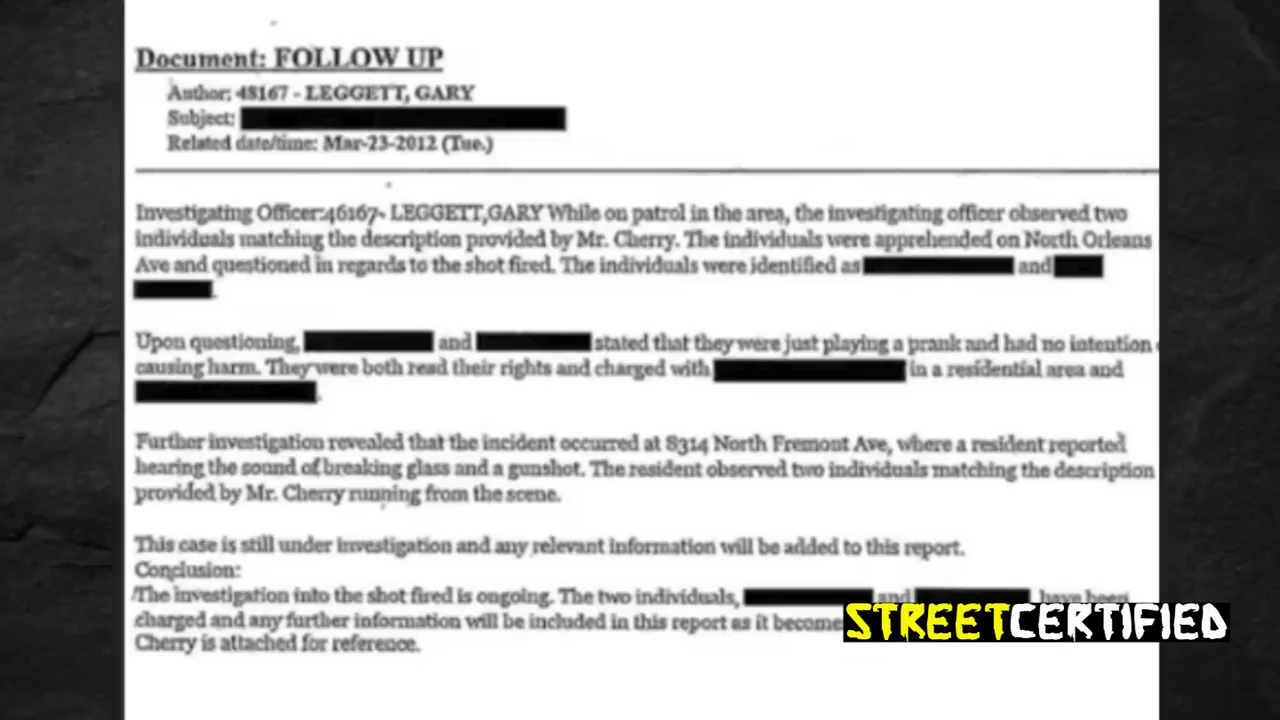 Document: FOLLOW UP
Author: 48167 - LEGGETT, GARY
Subject:
Related date/time: Mar-23-2012 (Tue.)
Investigating Officer:46167- LEGGETT,GARY While on patrol in the area, the investigating officer observed two
individuals matching the description provided by Mr. Cherry. The individuals were apprehended on North Orleans
Ave and questioned in regards to the shot fired. The individuals were identified as and
.
Upon questioning, and stated that they were just playing a prank and had no intention
causing harm. They were both read their rights and charged with in a residential area and
.
Further investigation revealed that the incident occurred at 8314 North Fremont Ave, where a resident reported
hearing the sound of breaking glass and a gunshot. The resident observed two individuals matching the description
provided by Mr. Cherry running from the scene.
This case is still under investigation and any relevant information will be added to this report.
Conclusion:
The investigation into the shot fired is ongoing. The two individuals, and , have been
charged and any further information will be included in this report as it
Cherry is attached for reference.
STREETCERTIFIED